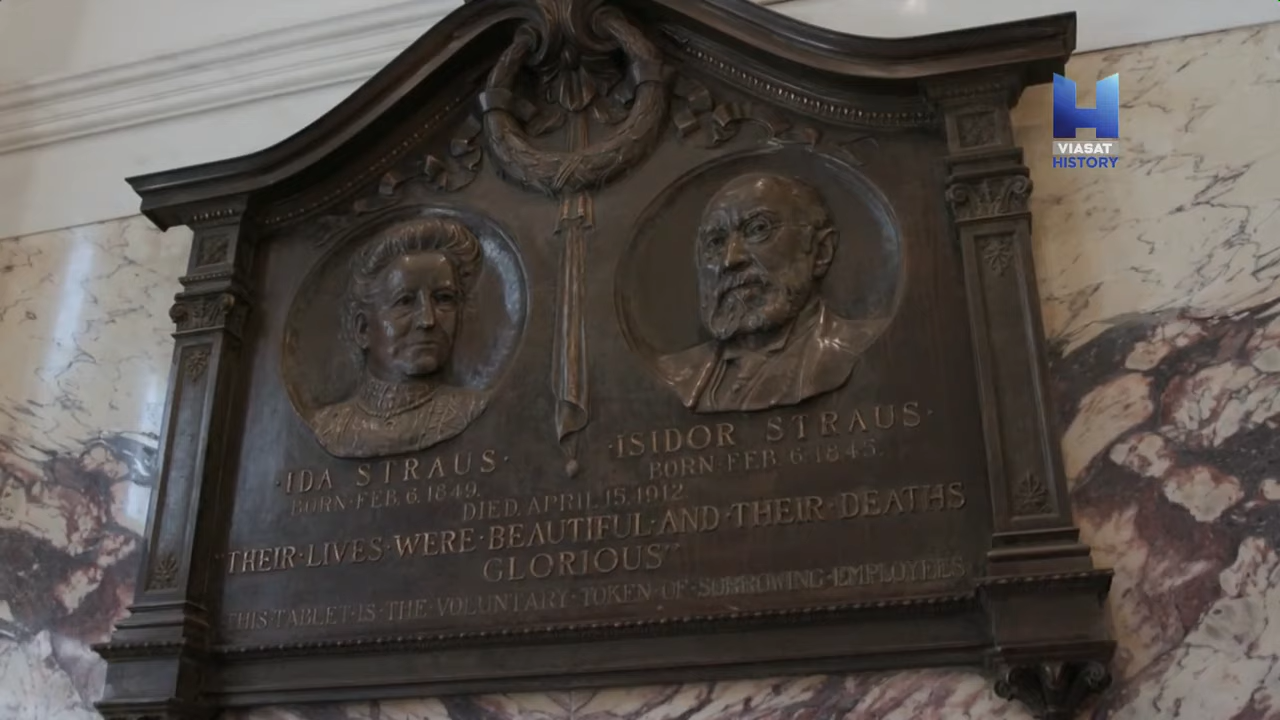 VIASAT
HISTORY
·IDA STRAUS·
BORN·FEB. 6. 1849.
·ISIDOR STRAUS·
BORN·FEB. 6. 1845.
DIED. APRIL·15. 1912.
"THEIR·LIVES·WERE·BEAUTIFUL·AND·THEIR·DEATHS
GLORIOUS"
THIS·TABLET·IS·THE·VOLUNTARY·TOKEN·OF·SORROWING·EMPLOYEES